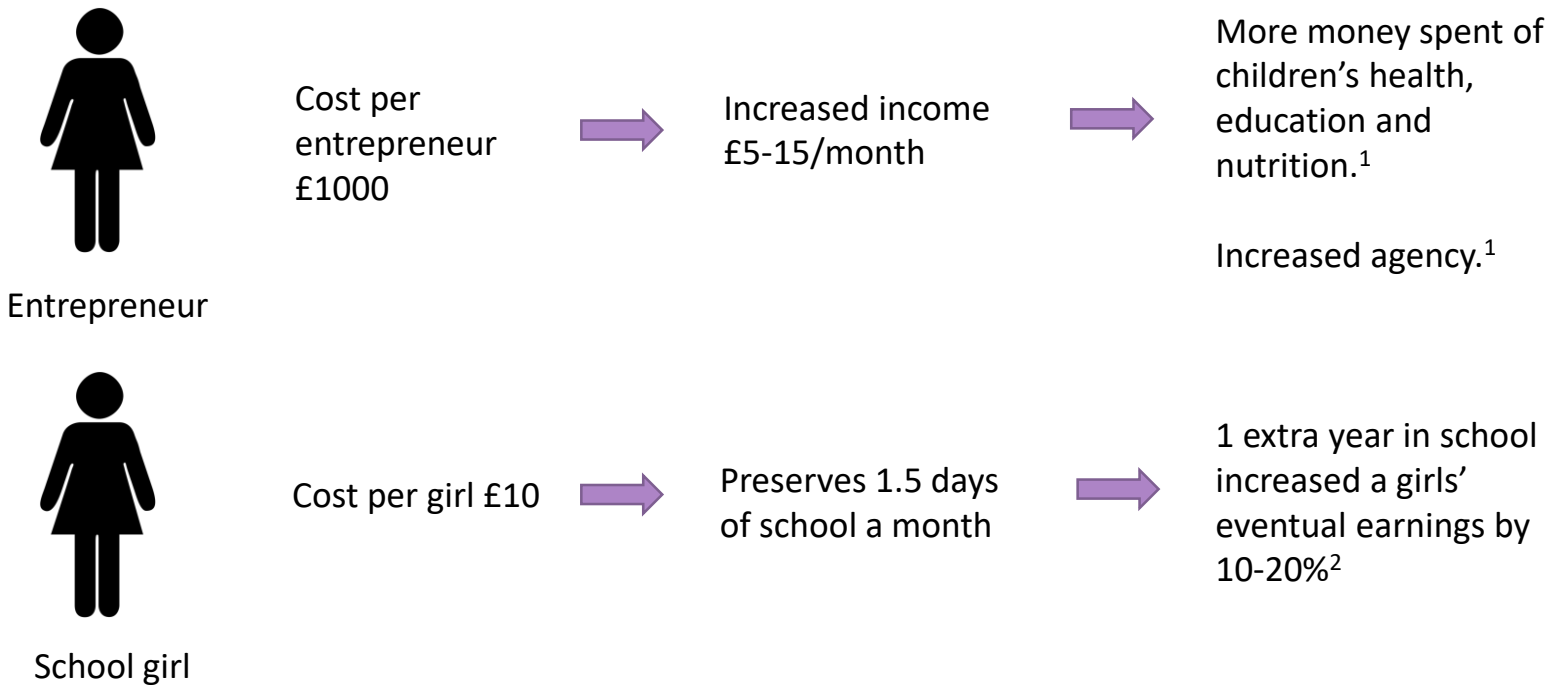 Entrepreneur
Cost per
entrepreneur
£1000
Increased income
£5-15/month
More money spent of
children’s health,
education and
nutrition.1
Increased agency.1
School girl
Cost per girl £10
Preserves 1.5 days
of school a month
1 extra year in school
increased a girls’
eventual earnings by
10-20%2